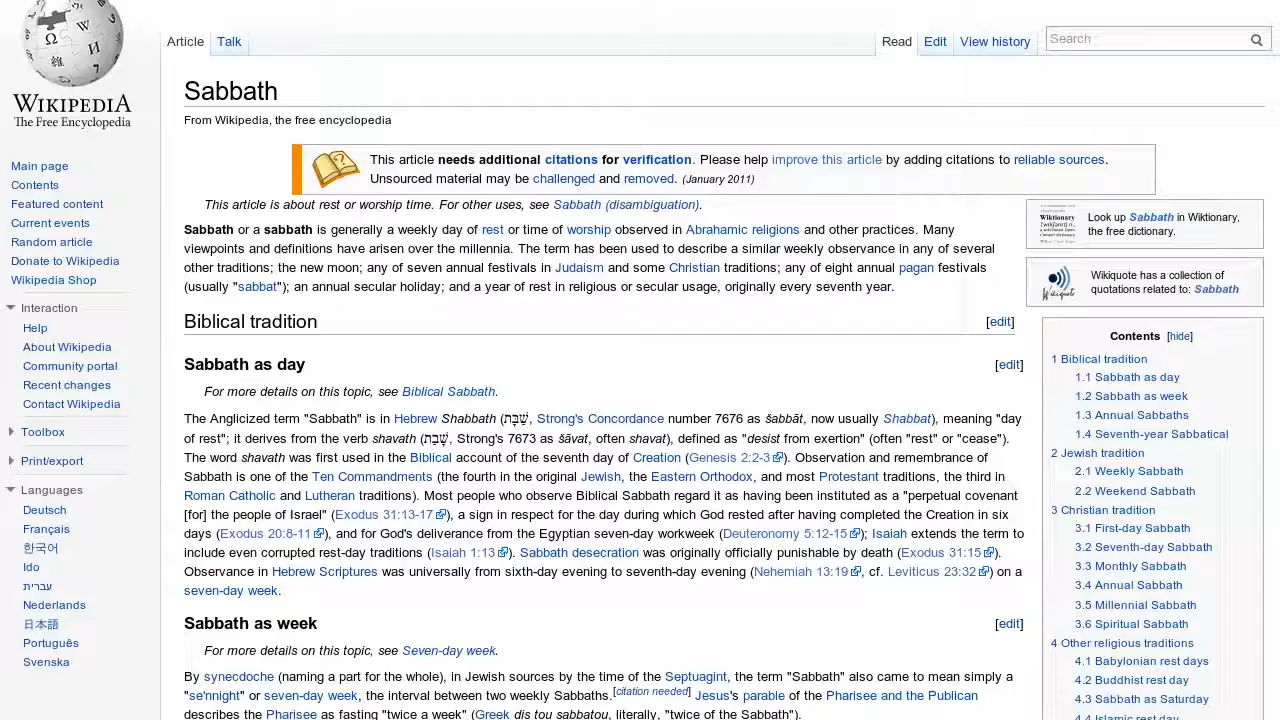 Article Talk Read Edit View history Search
WIKIPEDIA
The Free Encyclopedia
Main page
Contents
Featured content
Current events
Random article
Donate to Wikipedia
Wikipedia Shop
Interaction
Help
About Wikipedia
Community portal
Recent changes
Contact Wikipedia
Toolbox
Print/export
Languages
Deutsch
Français
한국어
Ido
עברית
Nederlands
日本語
Português
Svenska
Sabbath
From Wikipedia, the free encyclopedia
This article needs additional citations for verification. Please help improve this article by adding citations to reliable sources.
Unsourced material may be challenged and removed. (January 2011)
This article is about rest or worship time. For other uses, see Sabbath (disambiguation).
Sabbath or a sabbath is generally a weekly day of rest or time of worship observed in Abrahamic religions and other practices. Many
viewpoints and definitions have arisen over the millennia. The term has been used to describe a similar weekly observance in any of several
other traditions; the new moon; any of seven annual festivals in Judaism and some Christian traditions; any of eight annual pagan festivals
(usually "sabbat"); an annual secular holiday; and a year of rest in religious or secular usage, originally every seventh year.
Biblical tradition [edit]
Sabbath as day [edit]
For more details on this topic, see Biblical Sabbath.
The Anglicized term "Sabbath" is in Hebrew Shabbath (שַׁבָּת, Strong's Concordance number 7676 as šabbāt, now usually Shabbat), meaning "day
of rest"; it derives from the verb shavath (שָׁבַת, Strong's 7673 as šāvat, often shavat), defined as "desist from exertion" (often "rest" or "cease").
The word shavath was first used in the Biblical account of the seventh day of Creation (Genesis 2:2-3). Observation and remembrance of
Sabbath is one of the Ten Commandments (the fourth in the original Jewish, the Eastern Orthodox, and most Protestant traditions, the third in
Roman Catholic and Lutheran traditions). Most people who observe Biblical Sabbath regard it as having been instituted as a "perpetual covenant
[for] the people of Israel" (Exodus 31:13-17), a sign in respect for the day during which God rested after having completed the Creation in six
days (Exodus 20:8-11), and for God's deliverance from the Egyptian seven-day workweek (Deuteronomy 5:12-15); Isaiah extends the term to
include even corrupted rest-day traditions (Isaiah 1:13). Sabbath desecration was originally officially punishable by death (Exodus 31:15).
Observance in Hebrew Scriptures was universally from sixth-day evening to seventh-day evening (Nehemiah 13:19, cf. Leviticus 23:32) on a
seven-day week.
Sabbath as week [edit]
For more details on this topic, see Seven-day week.
By synecdoche (naming a part for the whole), in Jewish sources by the time of the Septuagint, the term "Sabbath" also came to mean simply a
"se'nnight" or seven-day week, the interval between two weekly Sabbaths.[citation needed] Jesus's parable of the Pharisee and the Publican
describes the Pharisee as fasting "twice a week" (Greek dis tou sabbatou, literally, "twice of the Sabbath").
Wiktionary
Look up Sabbath in Wiktionary,
the free dictionary.
Wikiquote
Wikiquote has a collection of
quotations related to: Sabbath
Contents [hide]
1 Biblical tradition
1.1 Sabbath as day
1.2 Sabbath as week
1.3 Annual Sabbaths
1.4 Seventh-year Sabbatical
2 Jewish tradition
2.1 Weekly Sabbath
2.2 Weekend Sabbath
3 Christian tradition
3.1 First-day Sabbath
3.2 Seventh-day Sabbath
3.3 Monthly Sabbath
3.4 Annual Sabbath
3.5 Millennial Sabbath
3.6 Spiritual Sabbath
4 Other religious traditions
4.1 Babylonian rest days
4.2 Buddhist rest day
4.3 Sabbath as Saturday
4.4 Islamic rest day